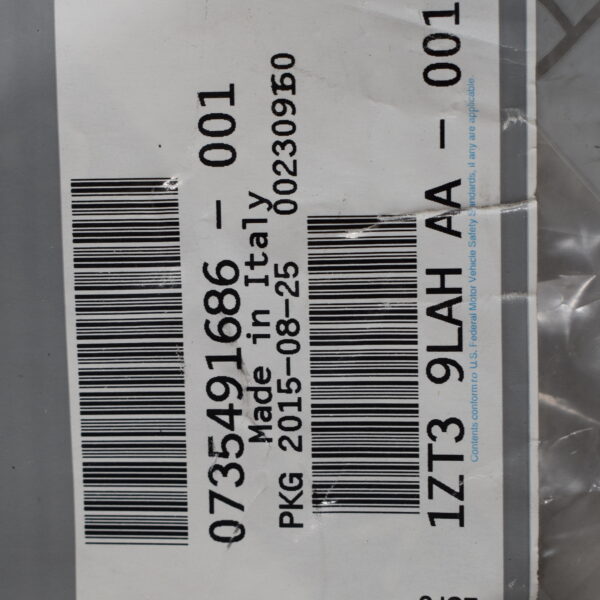 0735491686 - 001
Made in Italy
PKG 2015-08-25 00230950
1ZT3 9LAH AA - 001
Contents conform to U.S. Federal Motor Vehicle Safety Standards, if any are applicable